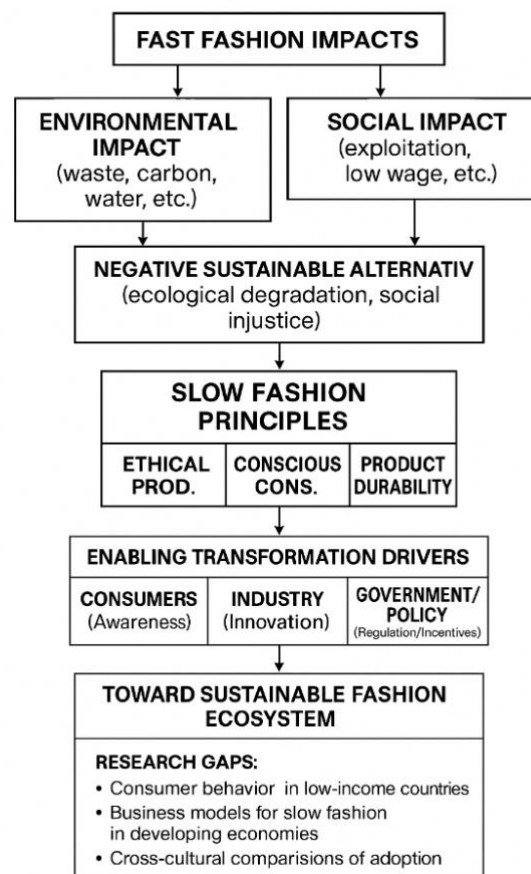 FAST FASHION IMPACTS
ENVIRONMENTAL
IMPACT
(waste, carbon,
water, etc.)
SOCIAL IMPACT
(exploitation,
low wage, etc.)
NEGATIVE SUSTAINABLE ALTERNATIV
(ecological degradation, social
injustice)
SLOW FASHION
PRINCIPLES
ETHICAL
PROD.
CONSCIOUS
CONS.
PRODUCT
DURABILITY
ENABLING TRANSFORMATION DRIVERS
CONSUMERS
(Awareness)
INDUSTRY
(Innovation)
GOVERNMENT/
POLICY
(Regulation/Incentives)
TOWARD SUSTAINABLE FASHION
ECOSYSTEM
RESEARCH GAPS:
• Consumer behavior in low-income countries
• Business models for slow fashion
in developing economies
• Cross-cultural comparisions of adoption